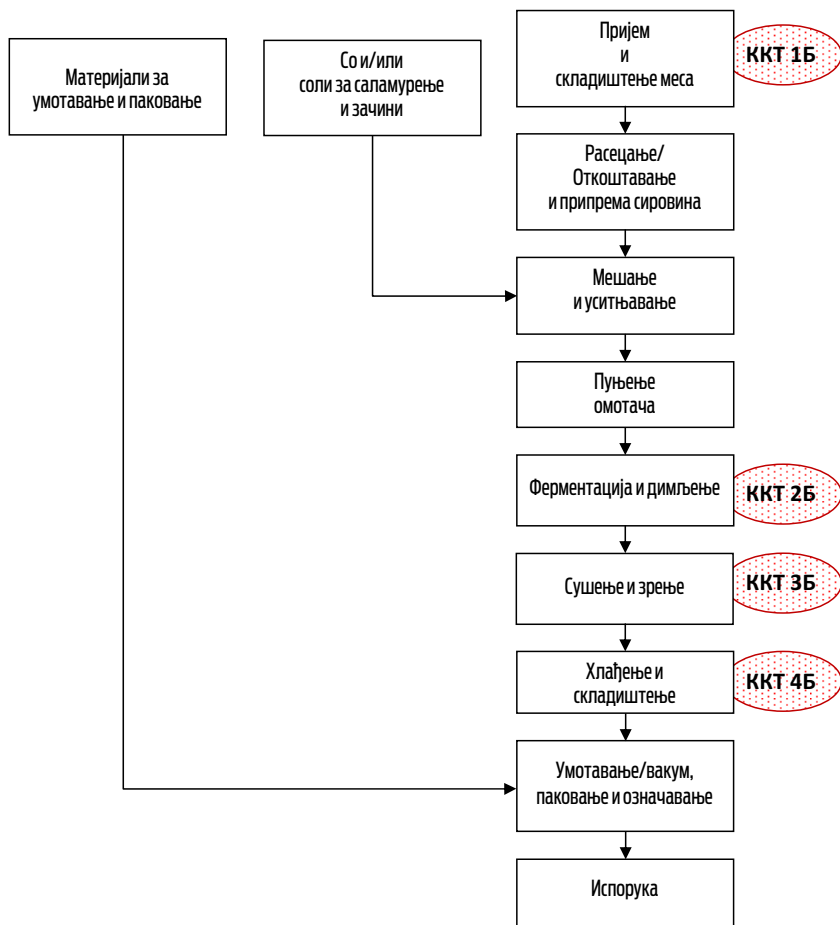 Материјали за
умотавање и паковање
Со и/или
соли за саламурење
и зачини
Пријем
и
складиштење меса
ККТ 1Б
Расецање/
Откоштавање
и припрема сировина
Мешање
и уситњавање
Пуњење
омотача
Ферментација и димљење
ККТ 2Б
Сушење и зрење
ККТ 3Б
Хлађење и
складиштење
ККТ 4Б
Умотавање/вакум,
паковање и означавање
Испорука